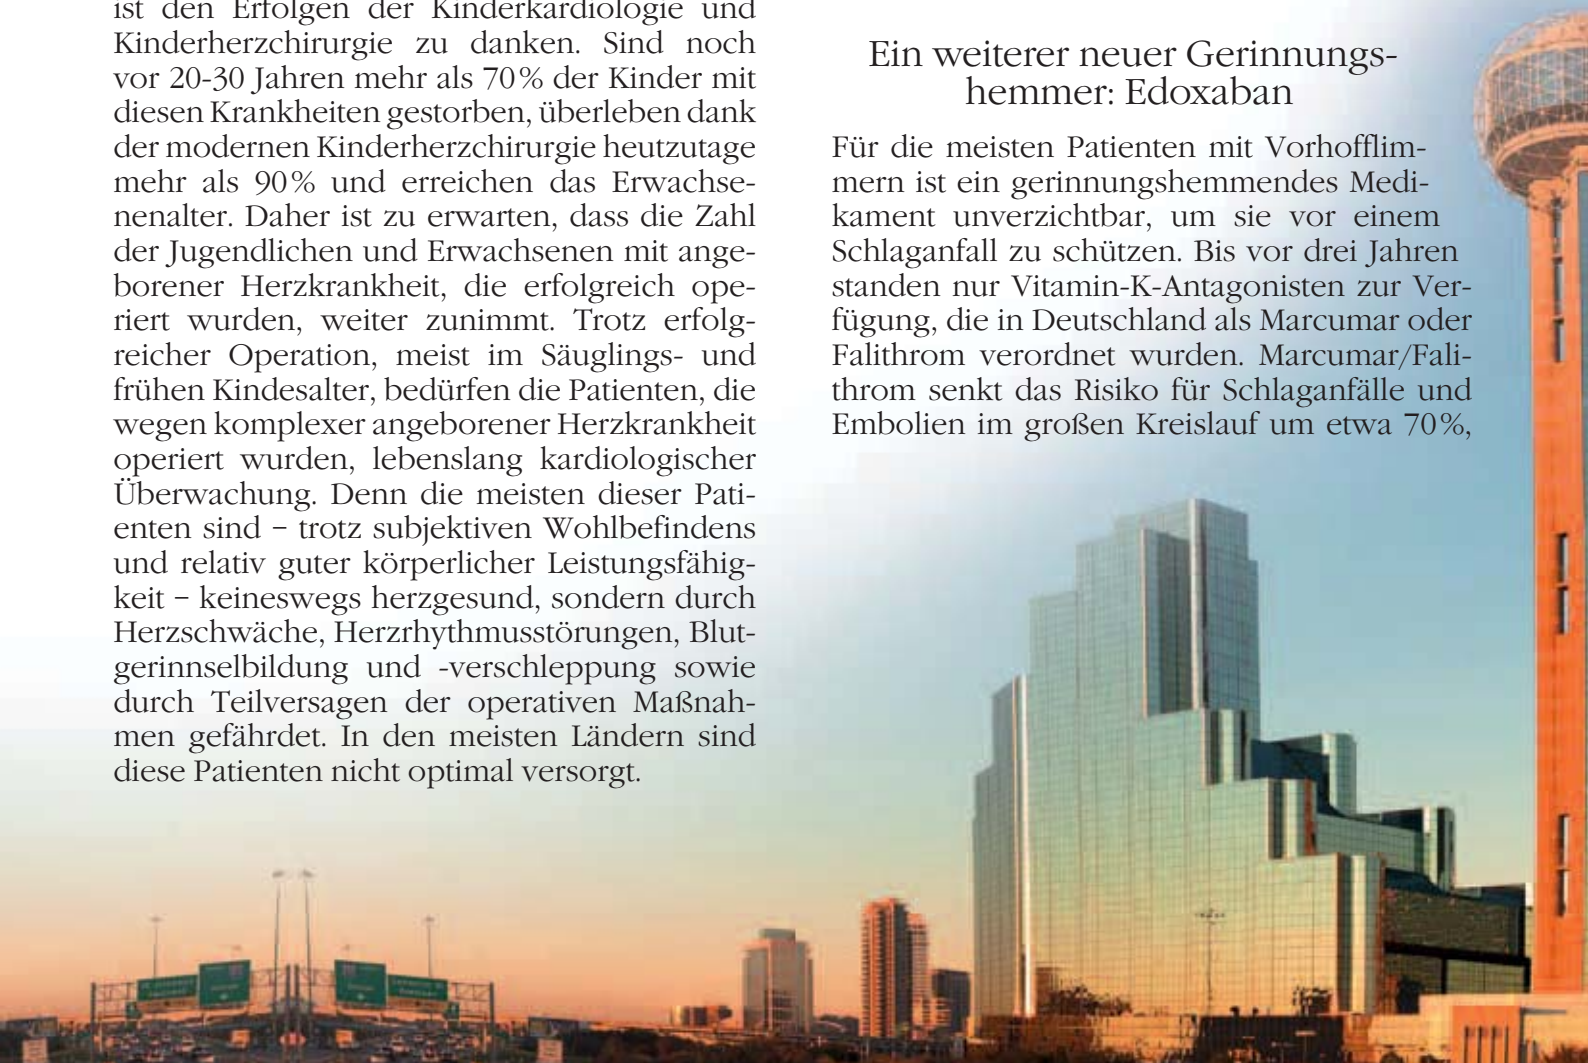 ist den Erfolgen der Kinderkardiologie und
Kinderherzchirurgie zu danken. Sind noch
vor 20-30 Jahren mehr als 70% der Kinder mit
diesen Krankheiten gestorben, überleben dank
der modernen Kinderherzchirurgie heutzutage
mehr als 90% und erreichen das Erwachse-
nenalter. Daher ist zu erwarten, dass die Zahl
der Jugendlichen und Erwachsenen mit ange-
borener Herzkrankheit, die erfolgreich ope-
riert wurden, weiter zunimmt. Trotz erfolg-
reicher Operation, meist im Säuglings- und
frühen Kindesalter, bedürfen die Patienten, die
wegen komplexer angeborener Herzkrankheit
operiert wurden, lebenslang kardiologischer
Überwachung. Denn die meisten dieser Pati-
enten sind – trotz subjektiven Wohlbefindens
und relativ guter körperlicher Leistungsfähig-
keit – keineswegs herzgesund, sondern durch
Herzschwäche, Herzrhythmusstörungen, Blut-
gerinnselbildung und -verschleppung sowie
durch Teilversagen der operativen Maßnah-
men gefährdet. In den meisten Ländern sind
diese Patienten nicht optimal versorgt.
Ein weiterer neuer Gerinnungs-
hemmer: Edoxaban
Für die meisten Patienten mit Vorhofflim-
mern ist ein gerinnungshemmendes Medi-
kament unverzichtbar, um sie vor einem
Schlaganfall zu schützen. Bis vor drei Jahren
standen nur Vitamin-K-Antagonisten zur Ver-
fügung, die in Deutschland als Marcumar oder
Falithrom verordnet wurden. Marcumar/Fali-
throm senkt das Risiko für Schlaganfälle und
Embolien im großen Kreislauf um etwa 70%,